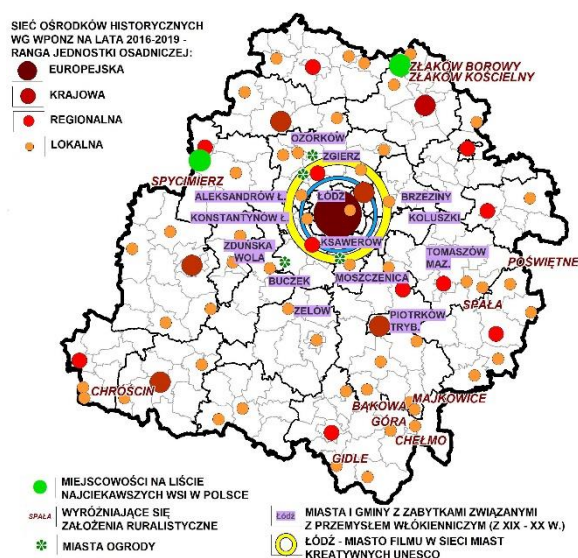 SIEĆ OŚRODKÓW HISTORYCZNYCH
WG WPONZ NA LATA 2016-2019 -
RANGA JEDNOSTKI OSADNICZEJ:
EUROPEJSKA
KRAJOWA
REGIONALNA
LOKALNA
ZŁAKÓW BOROWY
ZŁAKÓW KOŚCIELNY
OZORKÓW
ZGIERZ
SPYCIMIERZ
ALEKSANDRÓW Ł.
ŁÓDŹ
BRZEZINY
KONSTANTYNÓW Ł.
KOLUSZKI
KSAWERÓW
ZDUŃSKA
WOLA
TOMASZÓW
MAZ.
POŚWIĘTNE
BUCZEK
MOSZCZENICA
SPAŁA
ZELÓW
PIOTRKÓW
TRYB.
CHRÓŚCIN
MAJKOWICE
BĄKOWA
GÓRA
CHEŁMO
GIDLE
MIEJSCOWOŚCI NA LIŚCIE
NAJCIEKAWSZYCH WSI W POLSCE
SPAŁA WYRÓŻNIAJĄCE SIĘ
ZAŁOŻENIA RURALISTYCZNE
MIASTA OGRODY
Łódź MIASTA I GMINY Z ZABYTKAMI ZWIĄZANYMI
Z PRZEMYSŁEM WŁÓKIENNICZYM (Z XIX - XX W.)
ŁÓDŹ - MIASTO FILMU W SIECI MIAST
KREATYWNYCH UNESCO